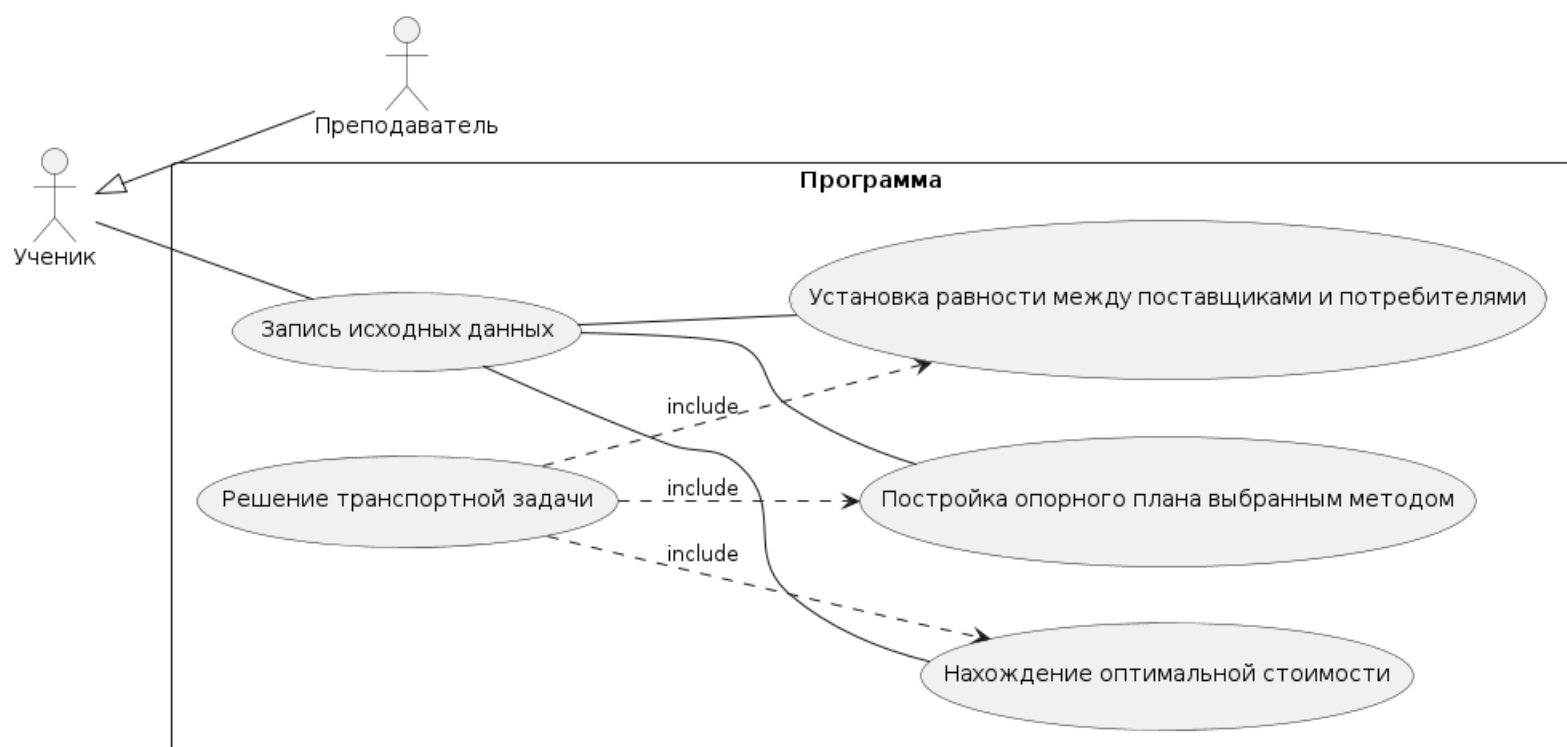 Преподаватель
Ученик
Программа
Установка равности между поставщиками и потребителями
Запись исходных данных
include
include
Решение транспортной задачи
Постройка опорного плана выбранным методом
include
Нахождение оптимальной стоимости